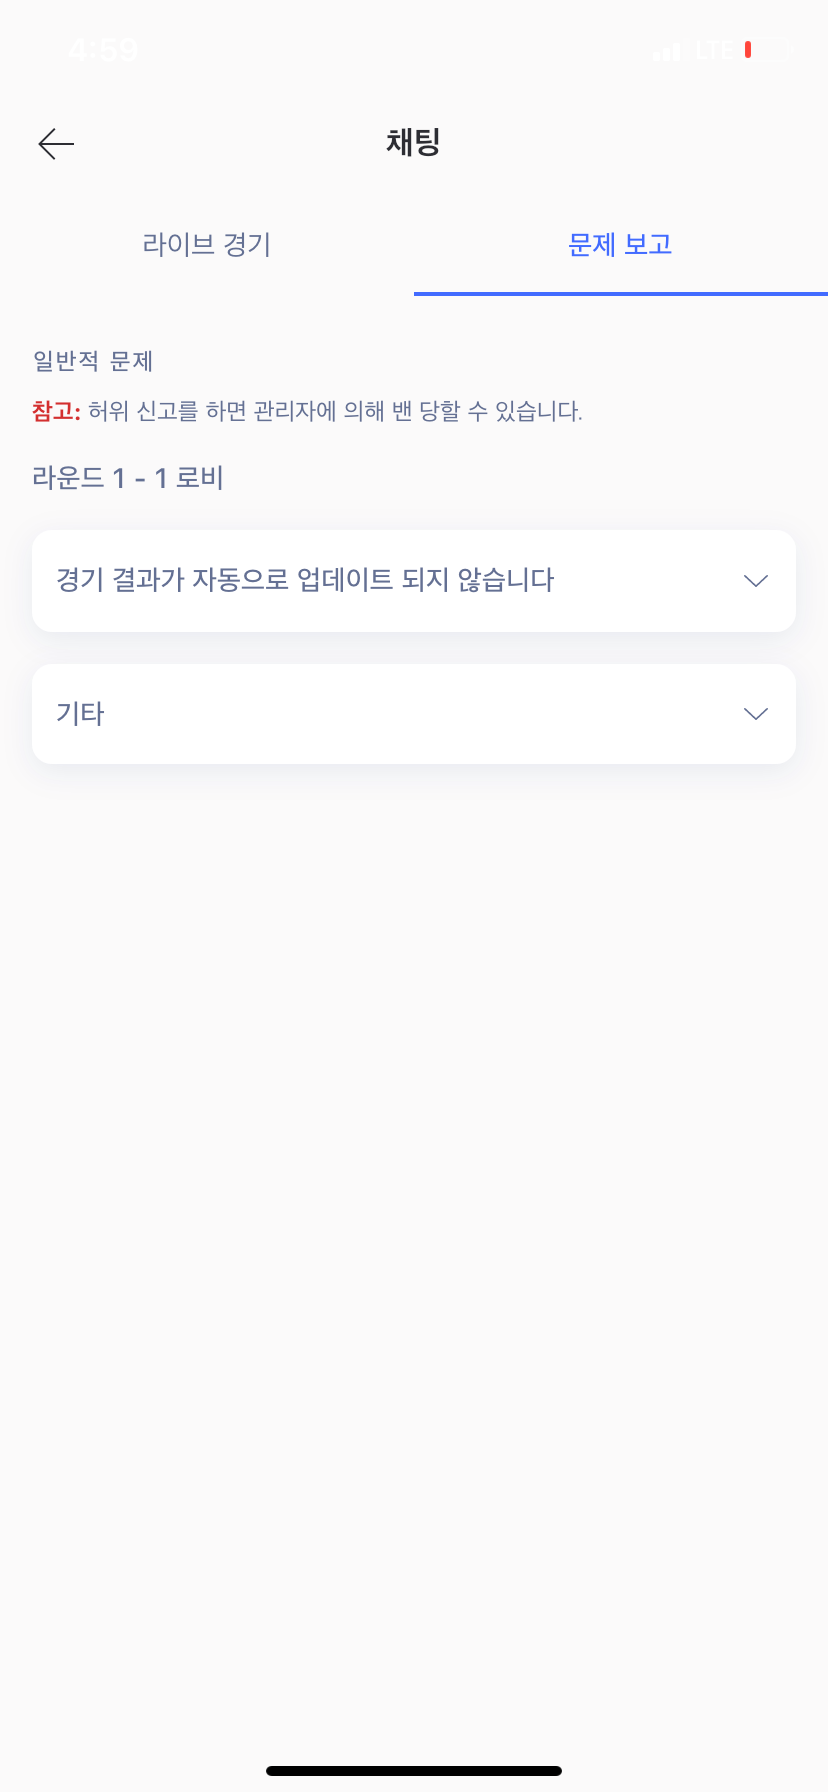 4:59 LTE
채팅
라이브 경기 문제 보고
일반적 문제
참고: 허위 신고를 하면 관리자에 의해 밴 당할 수 있습니다.
라운드 1 - 1 로비
경기 결과가 자동으로 업데이트 되지 않습니다
기타